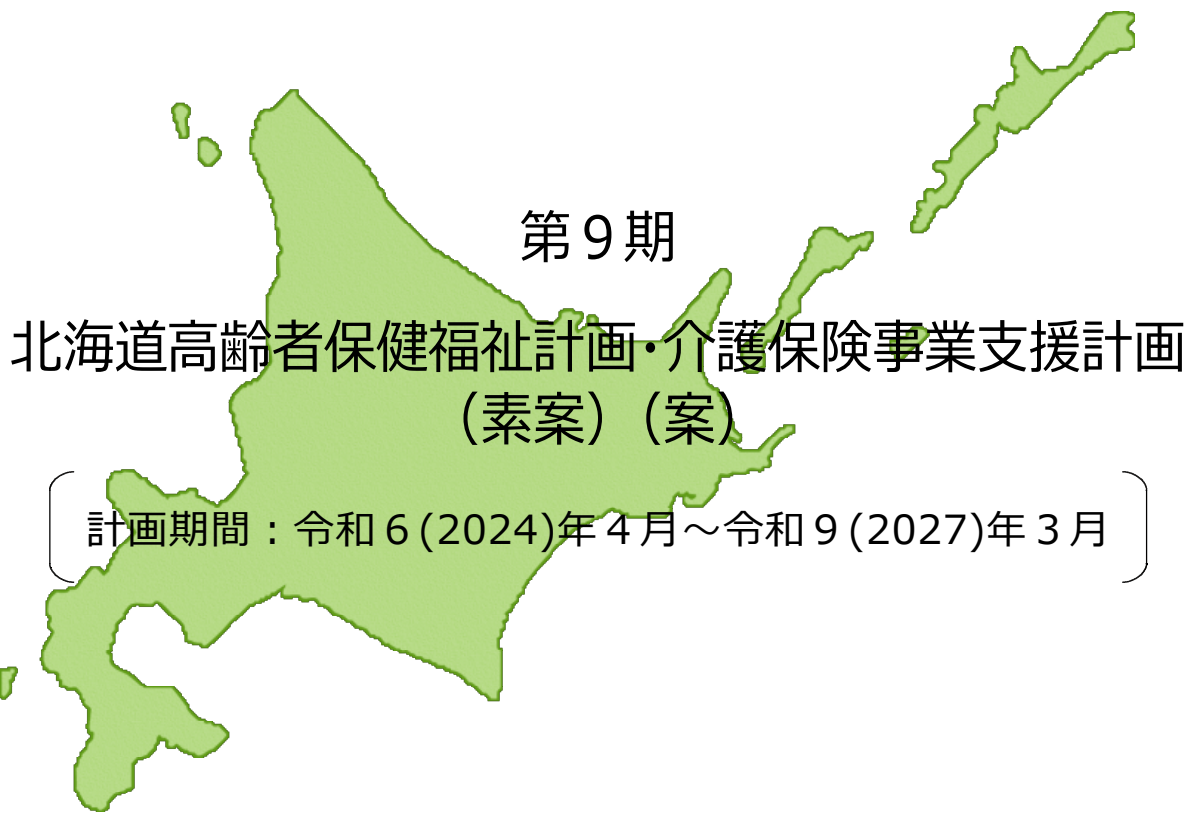 第９期
北海道高齢者保健福祉計画・介護保険事業支援計画
（素案）（案）
計画期間：令和６(2024)年４月～令和９(2027)年３月